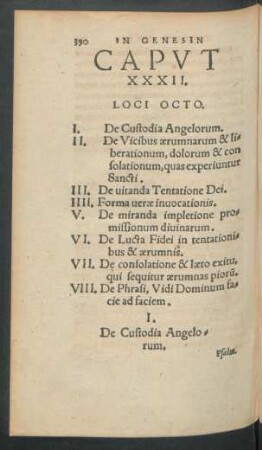 390 IN GENESIN
CAPVT
XXXII.
LOCI OCTO.
I. De Cuſtodia Angelorum.
II. De Vicibus ærumnarum & li⸗
berationum, dolorum & con
ſolationum, quas experiuntur
Sancti.
III. De uitanda Tentatione Dei.
IIII. Forma ueræ inuocationis.
V. De miranda impletione pro⸗
miſſionum diuinarum.
VI. De Lucta Fidei in tentationi⸗
bus & ærumnis.
VII. De conſolatione & læto exitu,
qui ſequitur ærumnas piorũ.
VIII. De Phraſi, Vidi Dominum fa⸗
cie ad faciem.
I.
De Cuſtodia Angelo⸗
rum.
Pſalm.